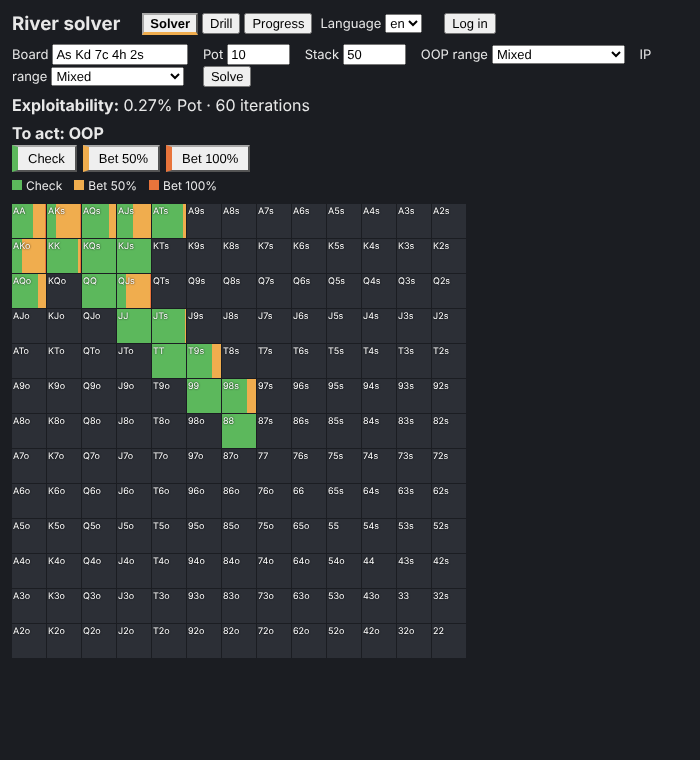 River solver Solver Drill Progress Language en Log in
Board As Kd 7c 4h 2s Pot 10 Stack 50 OOP range Mixed IP
range Mixed Solve
Exploitability: 0.27% Pot · 60 iterations
To act: OOP
Check Bet 50% Bet 100%
Check Bet 50% Bet 100%
AA AKs AQs AJs ATs A9s A8s A7s A6s A5s A4s A3s A2s
AKo KK KQs KJs KTs K9s K8s K7s K6s K5s K4s K3s K2s
AQo KQo QQ QJs QTs Q9s Q8s Q7s Q6s Q5s Q4s Q3s Q2s
AJo KJo QJo JJ JTs J9s J8s J7s J6s J5s J4s J3s J2s
ATo KTo QTo JTo TT T9s T8s T7s T6s T5s T4s T3s T2s
A9o K9o Q9o J9o T9o 99 98s 97s 96s 95s 94s 93s 92s
A8o K8o Q8o J8o T8o 98o 88 87s 86s 85s 84s 83s 82s
A7o K7o Q7o J7o T7o 97o 87o 77 76s 75s 74s 73s 72s
A6o K6o Q6o J6o T6o 96o 86o 76o 66 65s 64s 63s 62s
A5o K5o Q5o J5o T5o 95o 85o 75o 65o 55 54s 53s 52s
A4o K4o Q4o J4o T4o 94o 84o 74o 64o 54o 44 43s 42s
A3o K3o Q3o J3o T3o 93o 83o 73o 63o 53o 43o 33 32s
A2o K2o Q2o J2o T2o 92o 82o 72o 62o 52o 42o 32o 22